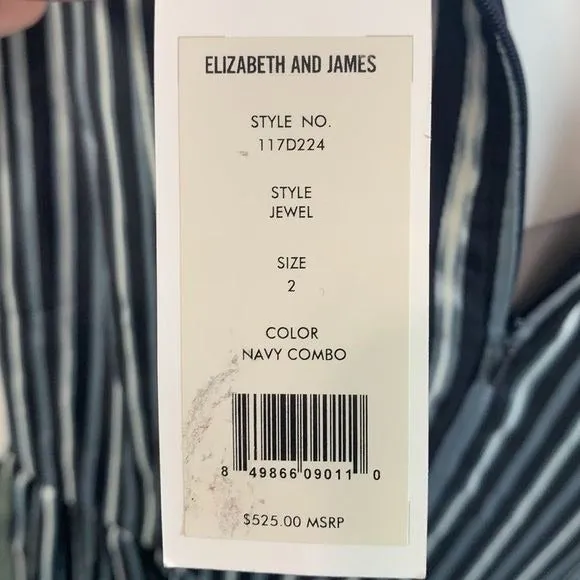 ELIZABETH AND JAMES
STYLE NO.
117D224
STYLE
JEWEL
SIZE
2
COLOR
NAVY COMBO
8 49866 09011 0
$525.00 MSRP